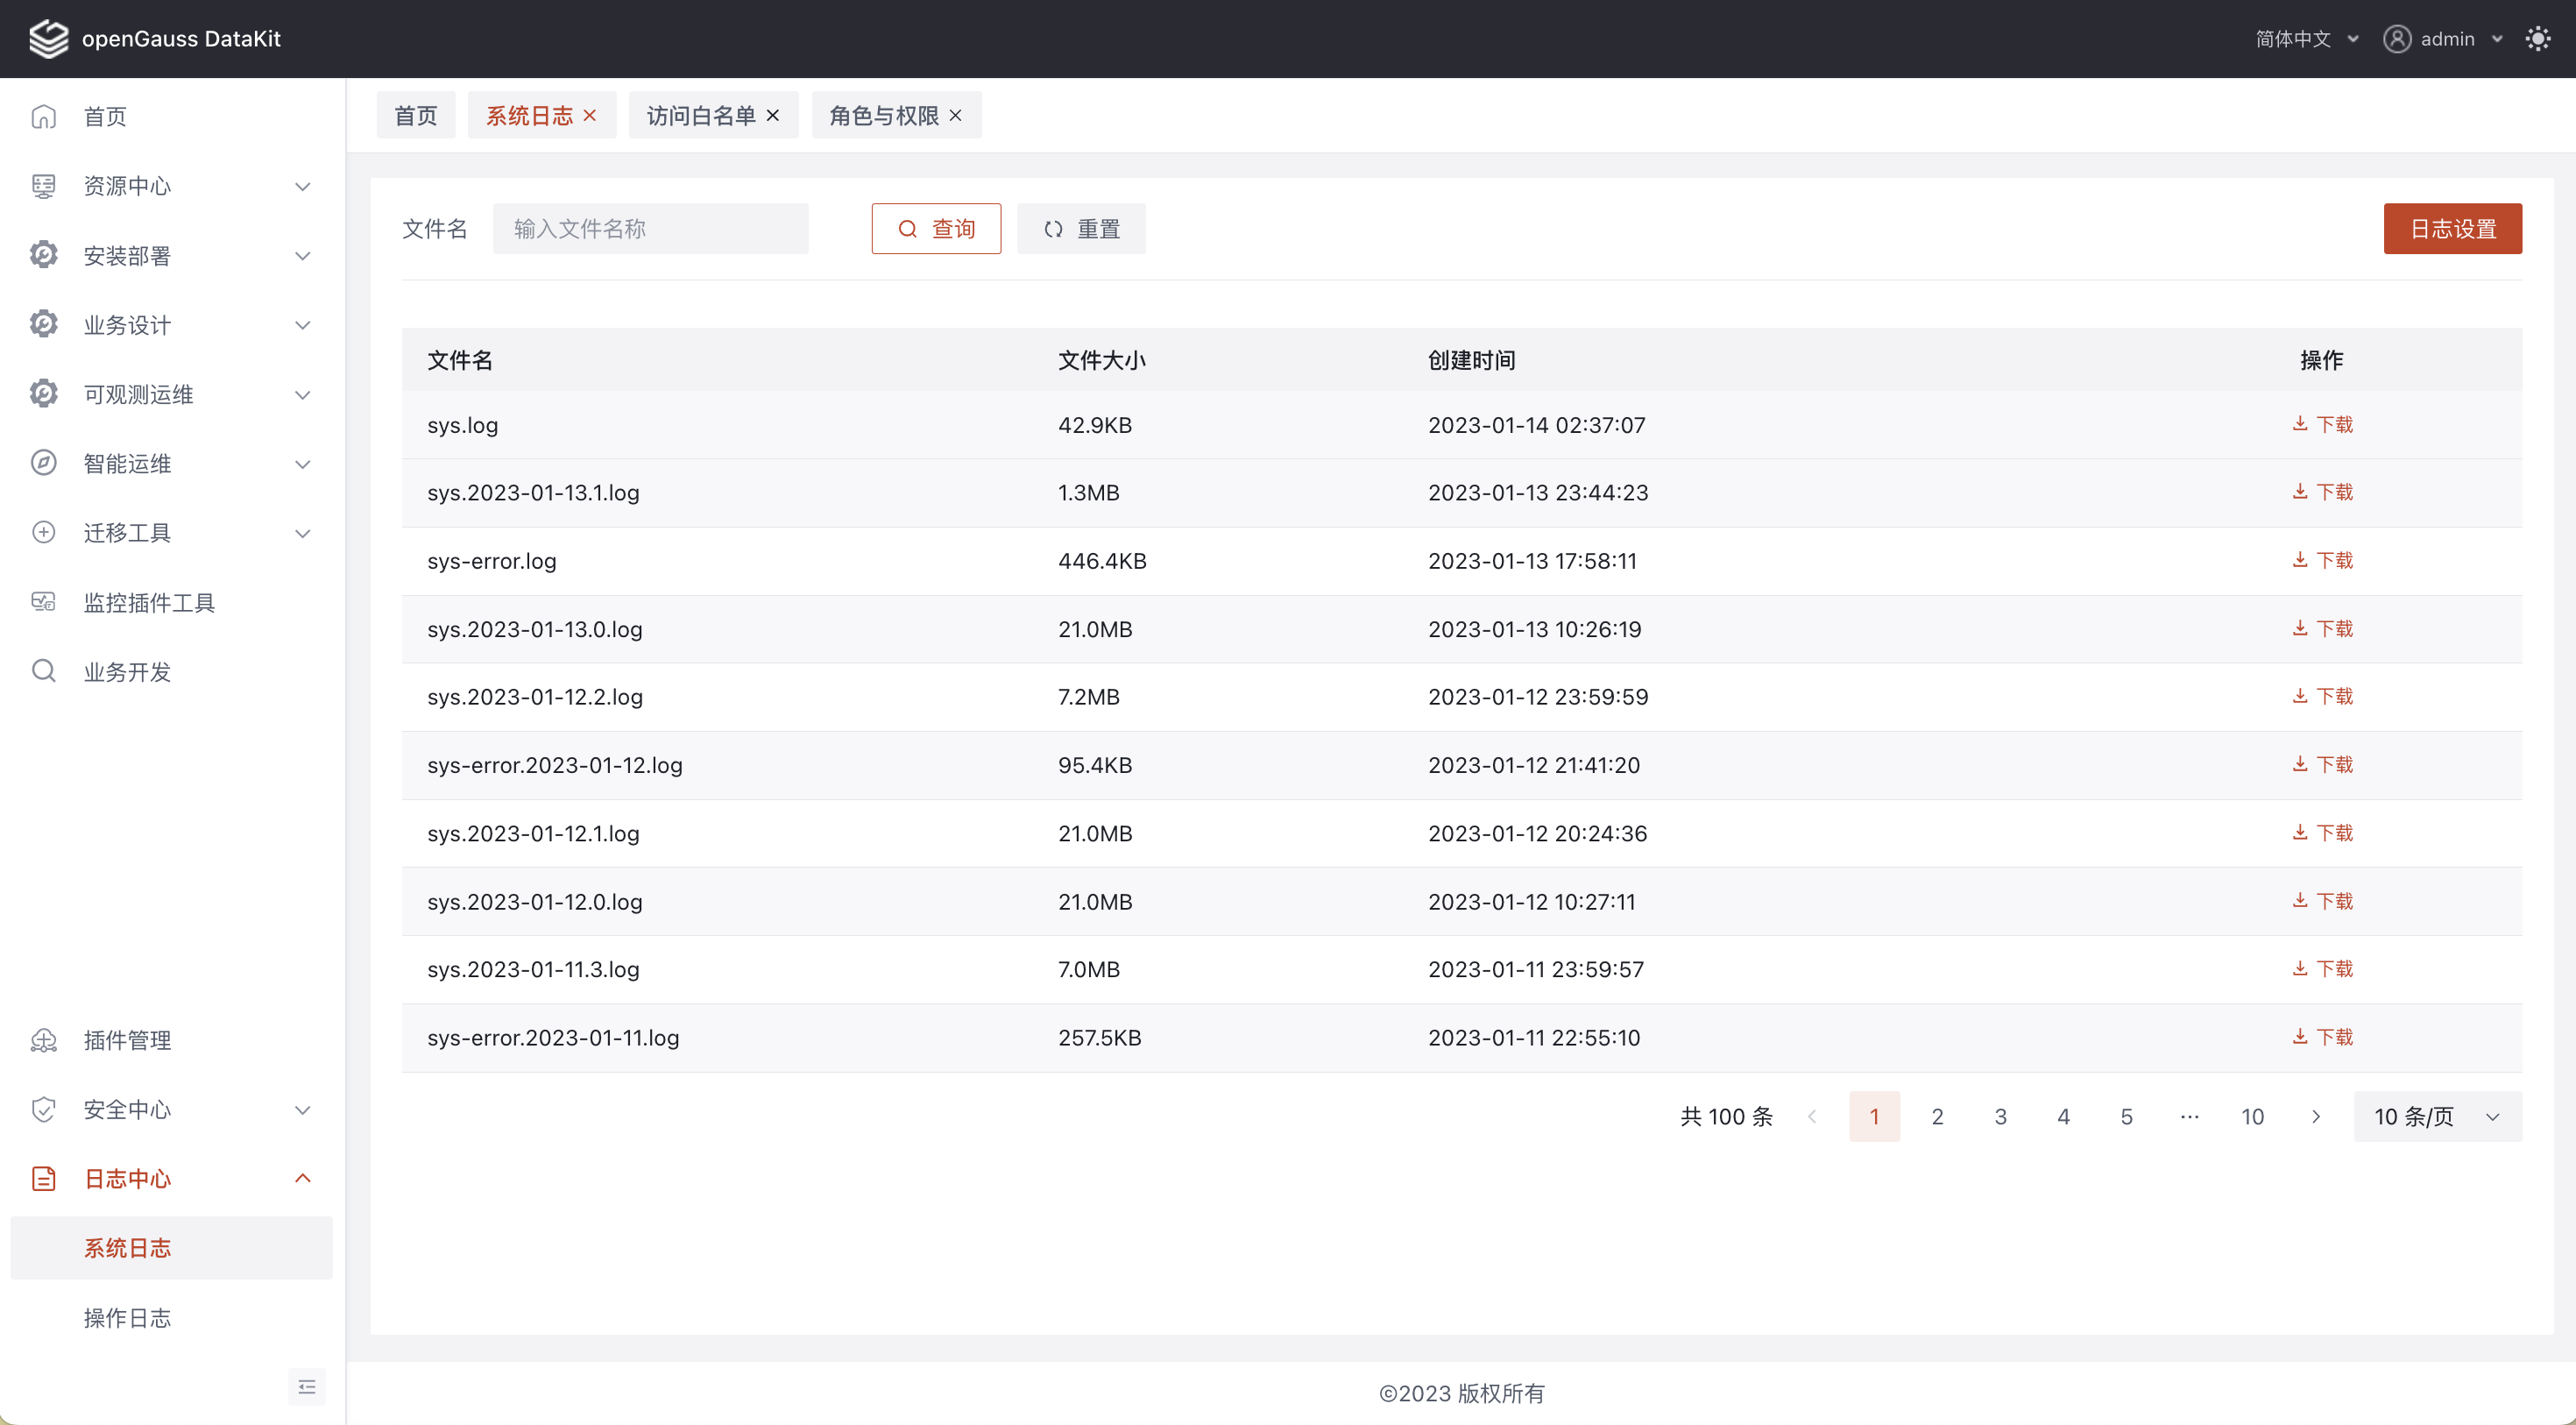 openGauss DataKit
简体中文
admin
首页
资源中心
安装部署
业务设计
可观测运维
智能运维
迁移工具
监控插件工具
业务开发
插件管理
安全中心
日志中心
系统日志
操作日志
首页 系统日志 访问白名单 角色与权限
文件名 输入文件名称 查询 重置 日志设置
文件名 文件大小 创建时间 操作
sys.log 42.9KB 2023-01-14 02:37:07 下载
sys.2023-01-13.1.log 1.3MB 2023-01-13 23:44:23 下载
sys-error.log 446.4KB 2023-01-13 17:58:11 下载
sys.2023-01-13.0.log 21.0MB 2023-01-13 10:26:19 下载
sys.2023-01-12.2.log 7.2MB 2023-01-12 23:59:59 下载
sys-error.2023-01-12.log 95.4KB 2023-01-12 21:41:20 下载
sys.2023-01-12.1.log 21.0MB 2023-01-12 20:24:36 下载
sys.2023-01-12.0.log 21.0MB 2023-01-12 10:27:11 下载
sys.2023-01-11.3.log 7.0MB 2023-01-11 23:59:57 下载
sys-error.2023-01-11.log 257.5KB 2023-01-11 22:55:10 下载
共 100 条 1 2 3 4 5 ··· 10 10 条/页
©2023 版权所有